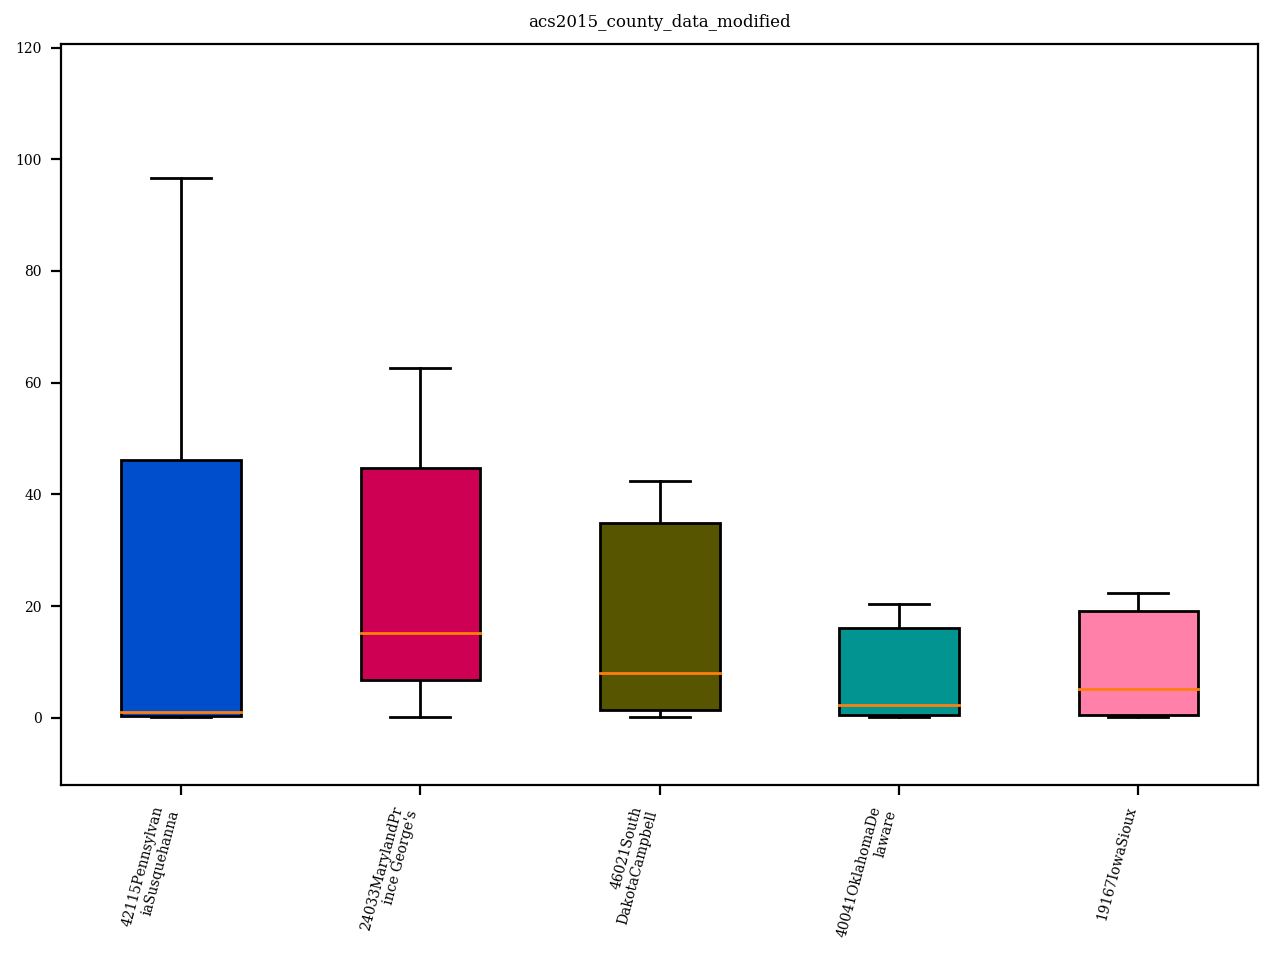 acs2015_county_data_modified
120
100
80
60
40
20
0
42115Pennsylvan
iaSusquehanna
24033MarylandPr
ince George's
46021South
DakotaCampbell
40041OklahomaDe
laware
19167IowaSioux